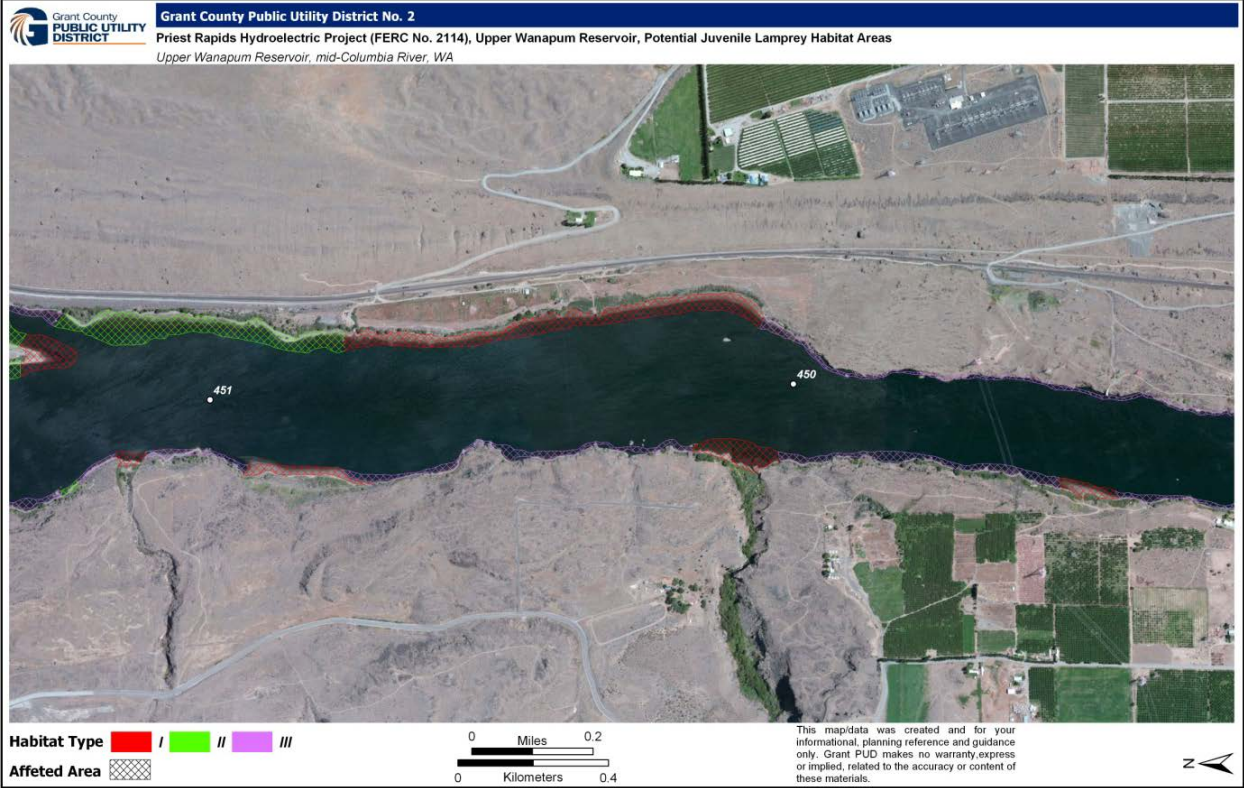 Grant County
PUBLIC UTILITY
DISTRICT
Grant County Public Utility District No. 2
Priest Rapids Hydroelectric Project (FERC No. 2114), Upper Wanapum Reservoir, Potential Juvenile Lamprey Habitat Areas
Upper Wanapum Reservoir, mid-Columbia River, WA
451
450
Habitat Type I II III
Affeted Area
0 Miles 0.2
0 Kilometers 0.4
This map/data was created and for your
informational, planning reference and guidance
only. Grant PUD makes no warranty,express
or implied, related to the accuracy or content of
these materials.
N